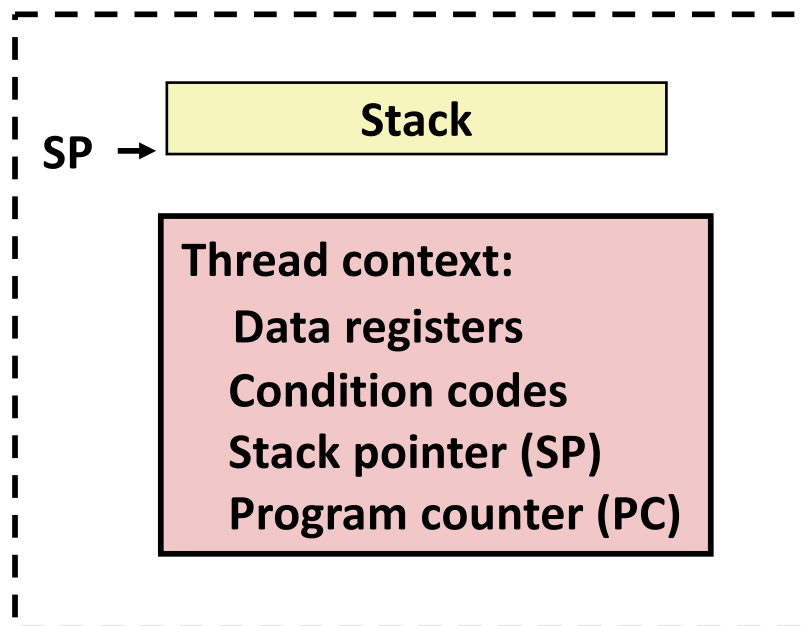 Stack
SP
Thread context:
Data registers
Condition codes
Stack pointer (SP)
Program counter (PC)